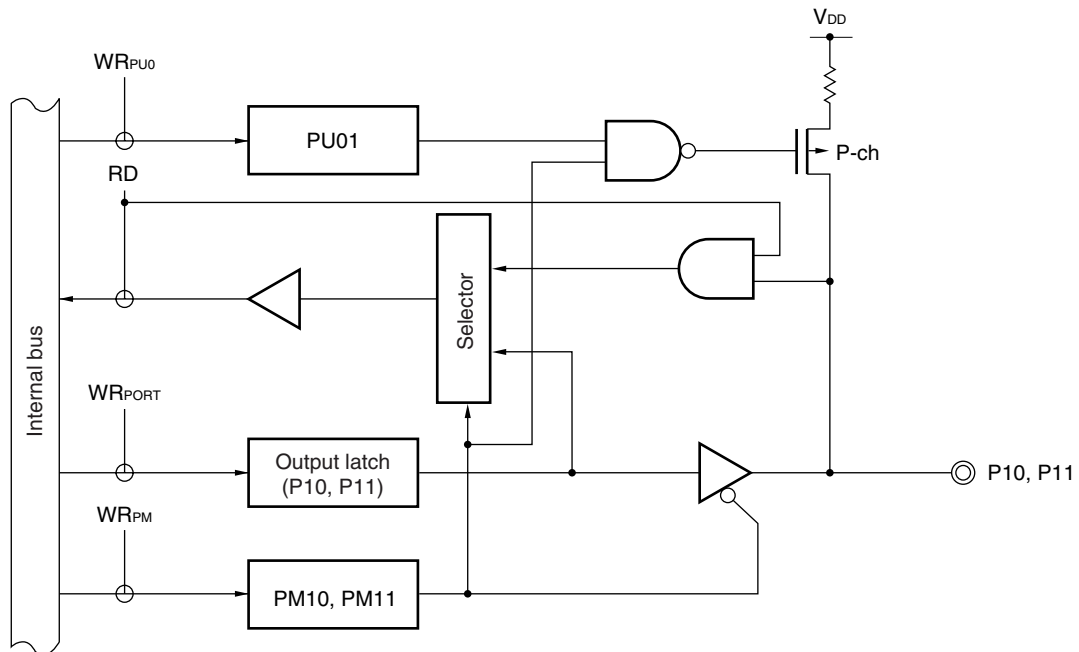 VDD
WRPU0
PU01
P-ch
RD
Selector
Internal bus
WRPORT
Output latch
(P10, P11)
P10, P11
WRPM
PM10, PM11